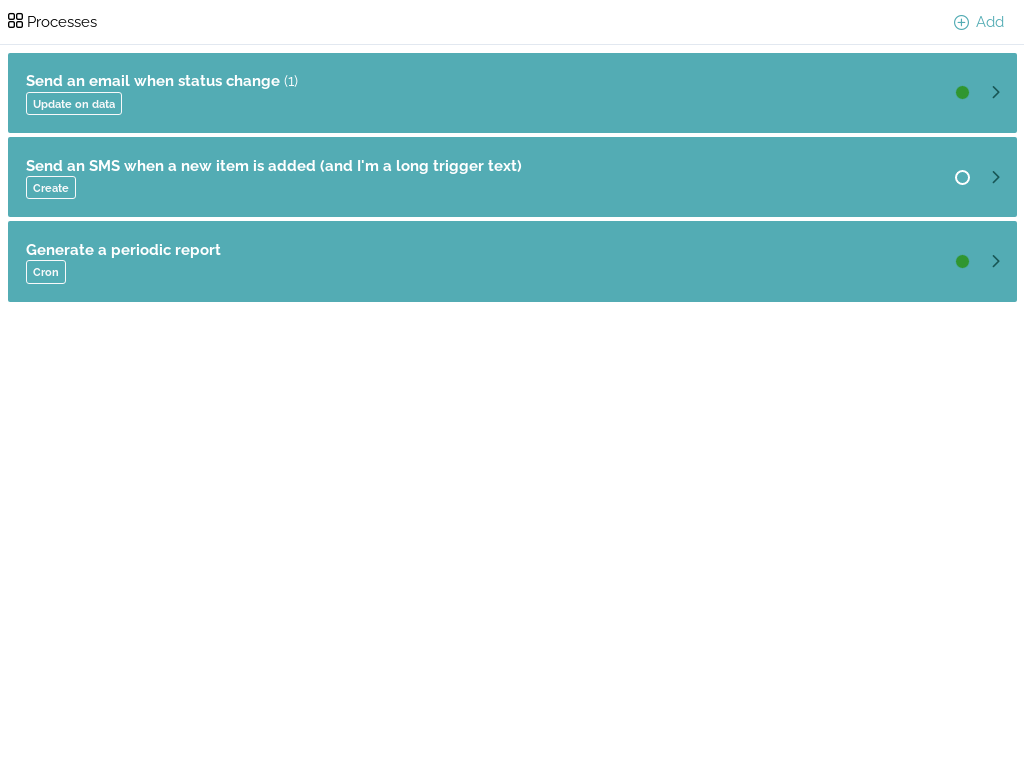 Processes
Add
Send an email when status change (1)
Update on data
Send an SMS when a new item is added (and I'm a long trigger text)
Create
Generate a periodic report
Cron